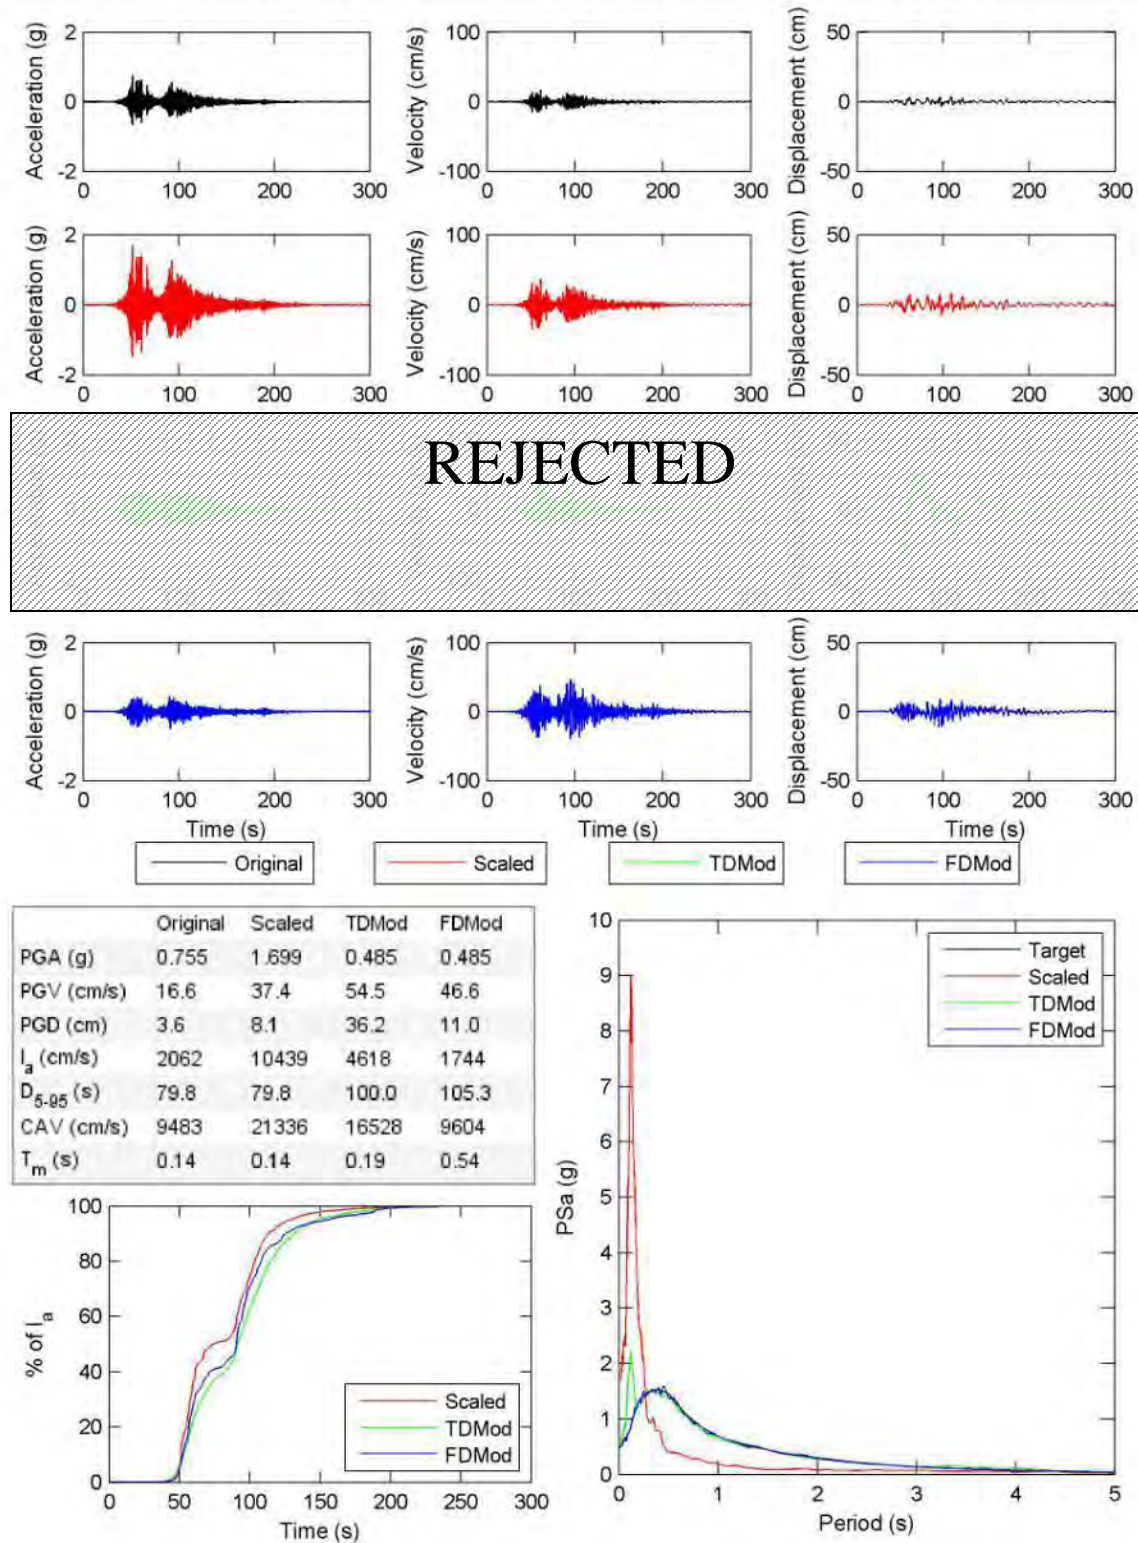 Acceleration (g)
2
0
-2
0 100 200 300
Velocity (cm/s)
100
0
-100
0 100 200 300
Displacement (cm)
50
0
-50
0 100 200 300
Acceleration (g)
2
0
-2
0 100 200 300
Velocity (cm/s)
100
0
-100
0 100 200 300
Displacement (cm)
50
0
-50
0 100 200 300
REJECTED
Acceleration (g)
2
0
-2
0 100 200 300
Time (s)
Velocity (cm/s)
100
0
-100
0 100 200 300
Time (s)
Displacement (cm)
50
0
-50
0 100 200 300
Time (s)
Original Scaled TDMod FDMod
Original Scaled TDMod FDMod
PGA (g) 0.755 1.699 0.485 0.485
PGV (cm/s) 16.6 37.4 54.5 46.6
PGD (cm) 3.6 8.1 36.2 11.0
Ia (cm/s) 2062 10439 4618 1744
D5-95 (s) 79.8 79.8 100.0 105.3
CAV (cm/s) 9483 21336 16528 9604
Tm (s) 0.14 0.14 0.19 0.54
% of Ia
100
80
60
40
20
0
0 50 100 150 200 250 300
Time (s)
Scaled
TDMod
FDMod
PSa (g)
10
9
8
7
6
5
4
3
2
1
0
0 1 2 3 4 5
Period (s)
Target
Scaled
TDMod
FDMod